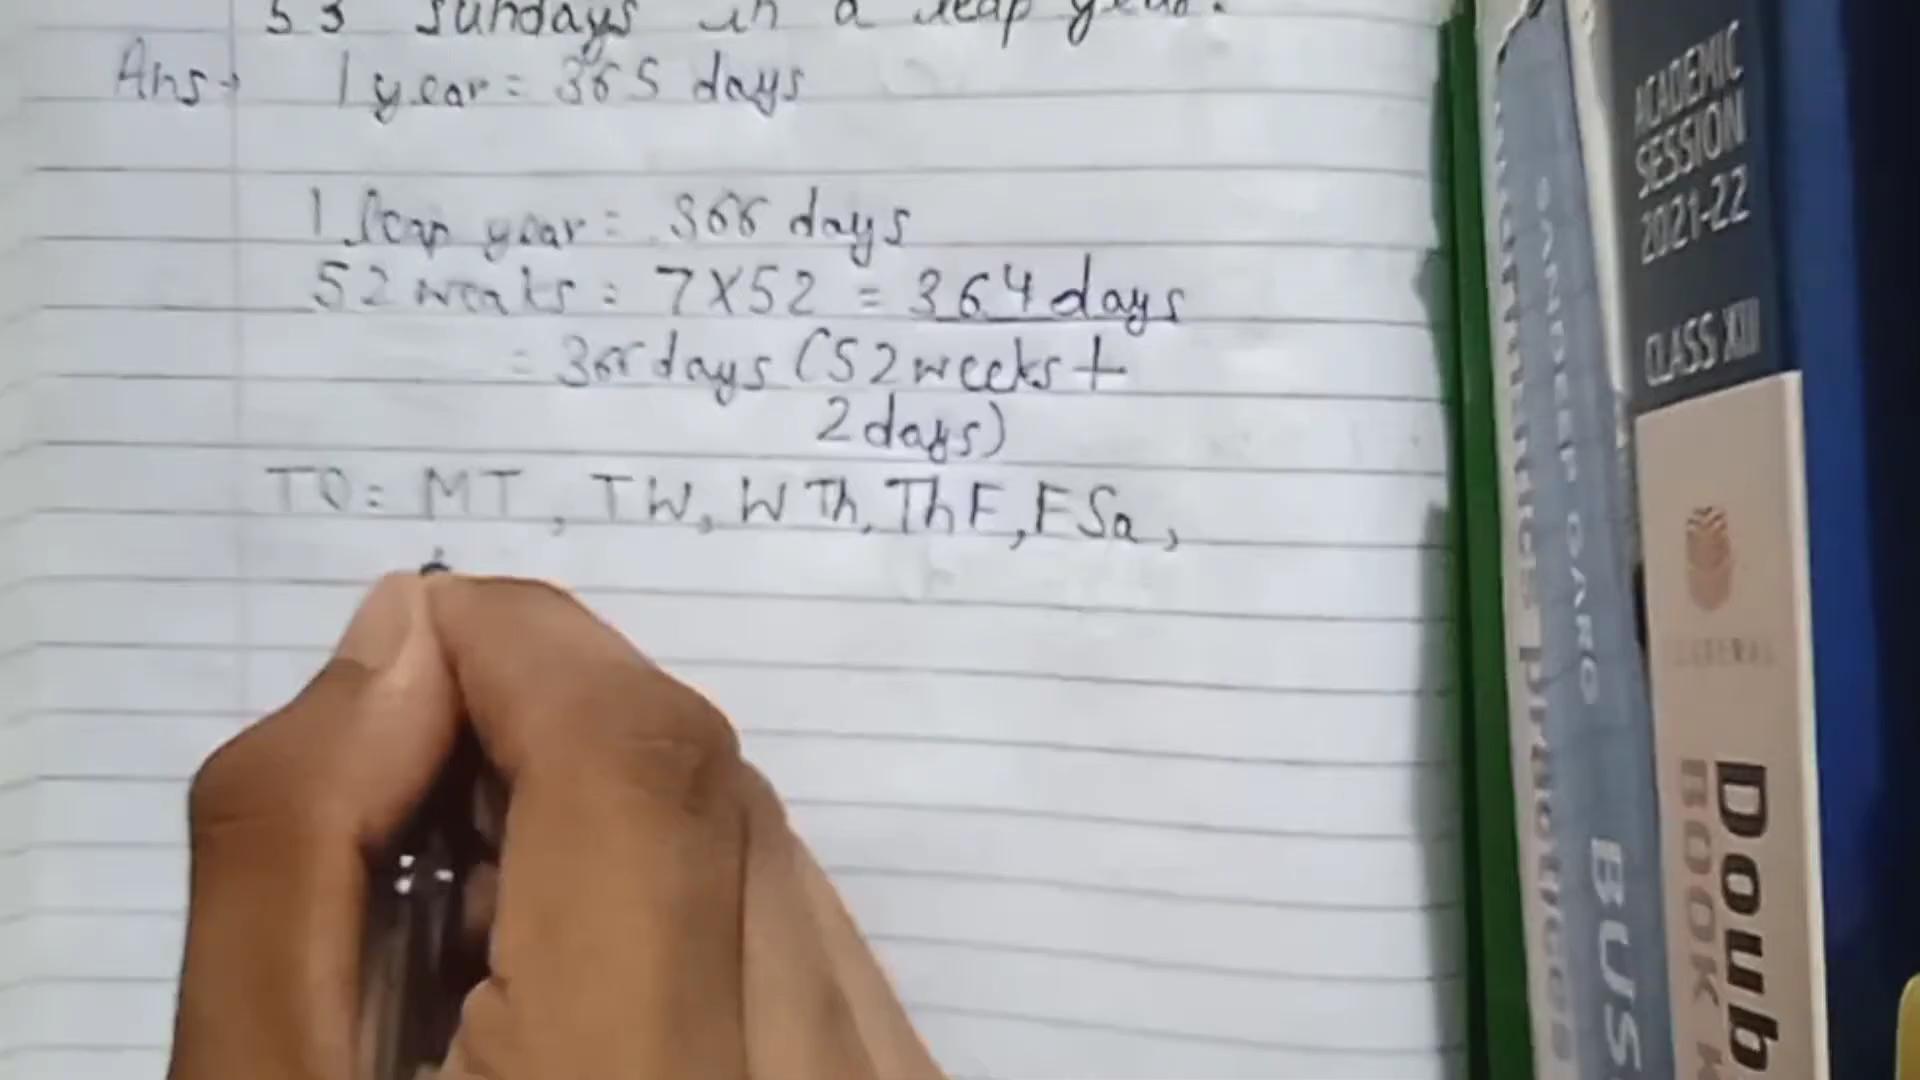 53 Sundays in a leap year.
Ans→ 1 year = 365 days
1 leap year = 366 days
52 weeks = 7X52 = 364 days
= 366 days (52 weeks +
2 days)
TO = MT, TW, WTh, ThF, FSa,
ACADEMIC
SESSION
2021-22
CLASS XII
SANDEEP GARG
BUS
Doub
BOOK